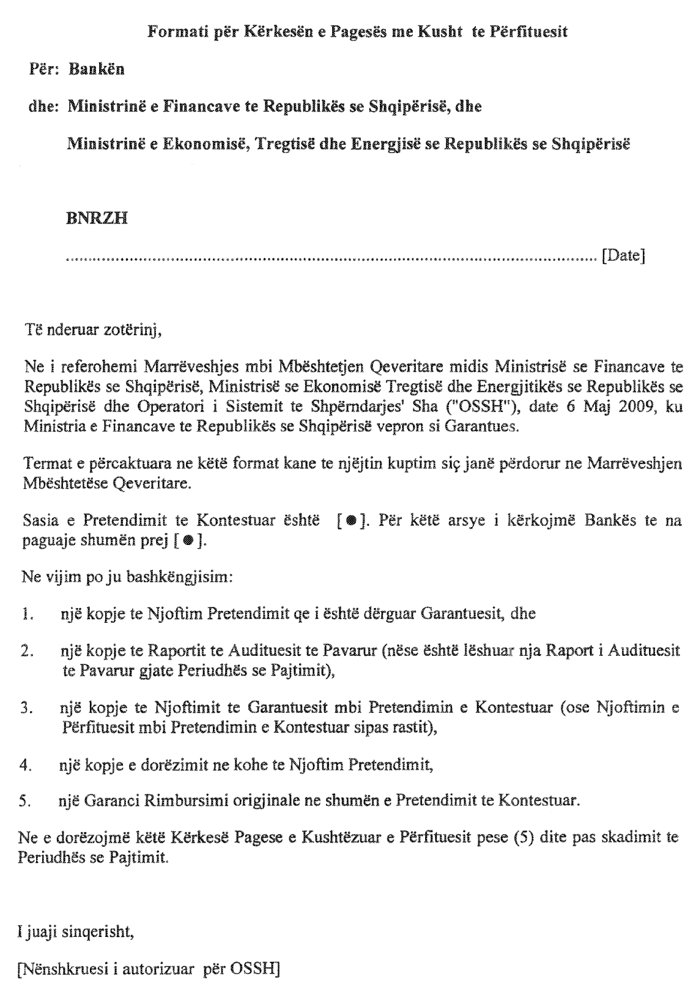 Formati për Kërkesën e Pagesës me Kusht te Përfituesit
Për: Bankën
dhe: Ministrinë e Financave te Republikës se Shqipërisë, dhe
Ministrinë e Ekonomisë, Tregtisë dhe Energjisë se Republikës se Shqipërisë
BNRZH
........................................................................................................................ [Date]
Të nderuar zotërinj,
Ne i referohemi Marrëveshjes mbi Mbështetjen Qeveritare midis Ministrisë se Financave te
Republikës se Shqipërisë, Ministrisë se Ekonomisë Tregtisë dhe Energjitikës se Republikës se
Shqipërisë dhe Operatori i Sistemit te Shpërndarjes' Sha ("OSSH"), date 6 Maj 2009, ku
Ministria e Financave te Republikës se Shqipërisë vepron si Garantues.
Termat e përcaktuara ne këtë format kane te njëjtin kuptim siç janë përdorur ne Marrëveshjen
Mbështetëse Qeveritare.
Sasia e Pretendimit te Kontestuar është [●]. Për këtë arsye i kërkojmë Bankës te na
paguaje shumën prej [●].
Ne vijim po ju bashkëngjisim:
1. një kopje te Njoftim Pretendimit qe i është dërguar Garantuesit, dhe
2. një kopje te Raportit te Audituesit te Pavarur (nëse është lëshuar nja Raport i Audituesit
te Pavarur gjate Periudhës se Pajtimit),
3. një kopje te Njoftimit te Garantuesit mbi Pretendimin e Kontestuar (ose Njoftimin e
Përfituesit mbi Pretendimin e Kontestuar sipas rastit),
4. një kopje e dorëzimit ne kohe te Njoftim Pretendimit,
5. një Garanci Rimbursimi origjinale ne shumën e Pretendimit te Kontestuar.
Ne e dorëzojmë këtë Kërkesë Pagese e Kushtëzuar e Përfituesit pese (5) dite pas skadimit te
Periudhës se Pajtimit.
I juaji sinqerisht,
[Nënshkruesi i autorizuar për OSSH]